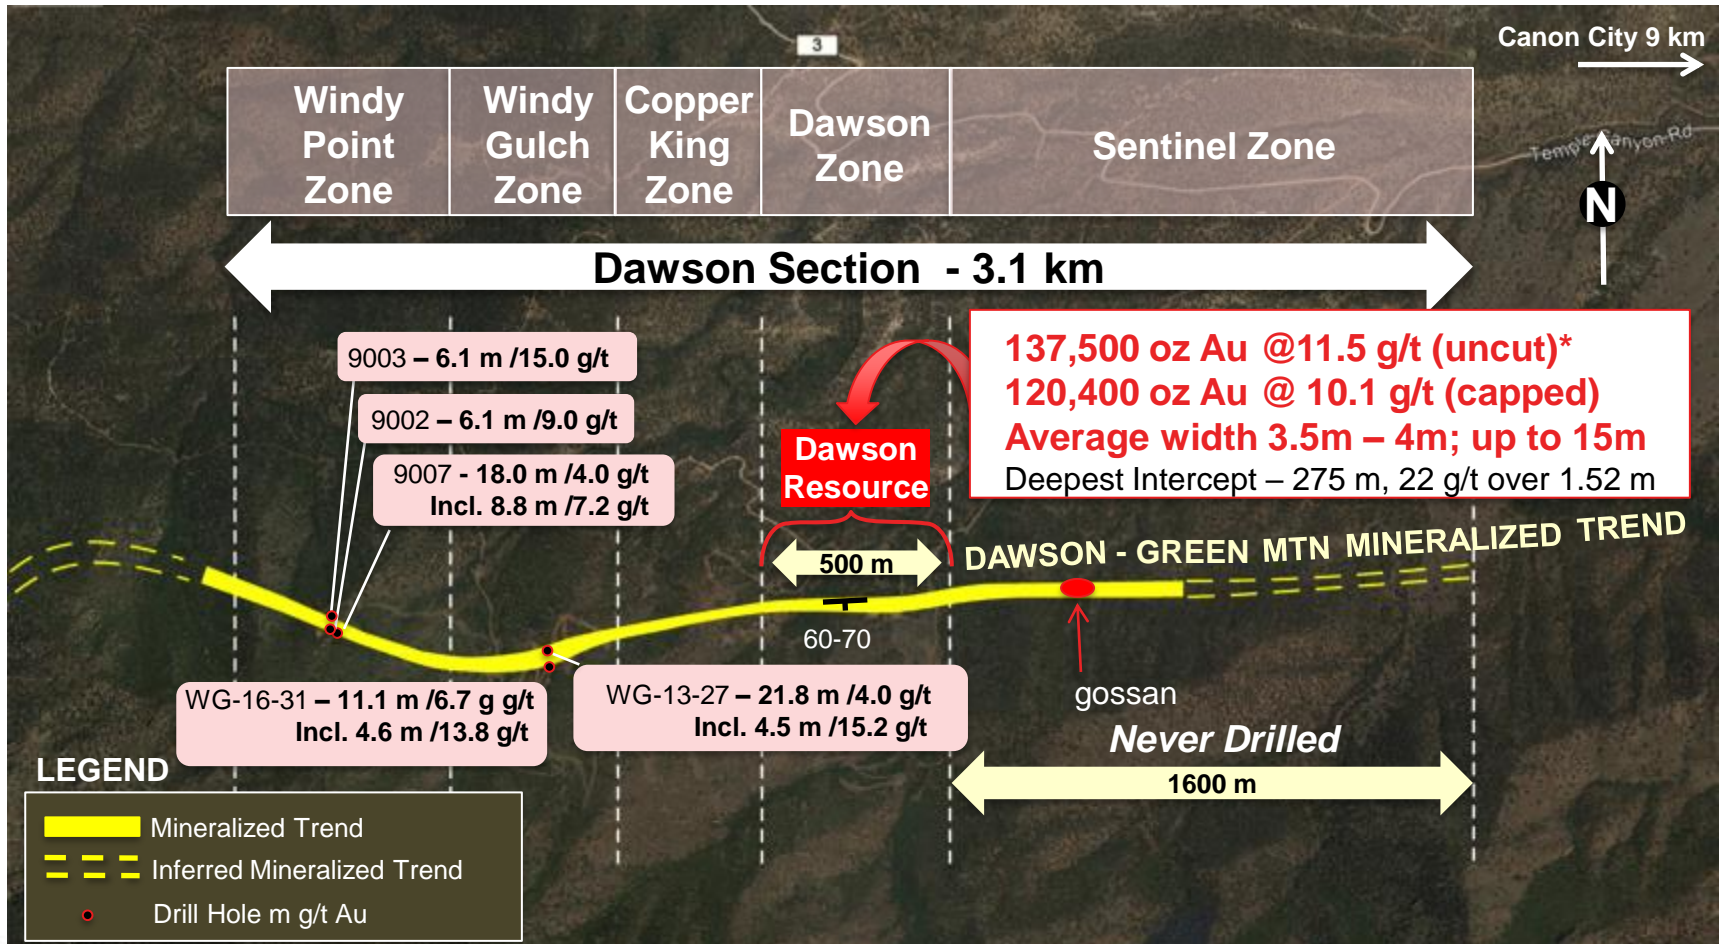 3
Canon City 9 km
Windy
Point
Zone
Windy
Gulch
Zone
Copper
King
Zone
Dawson
Zone
Sentinel Zone
N
Dawson Section - 3.1 km
9003 – 6.1 m /15.0 g/t
9002 – 6.1 m /9.0 g/t
9007 - 18.0 m /4.0 g/t
Incl. 8.8 m /7.2 g/t
137,500 oz Au @11.5 g/t (uncut)*
120,400 oz Au @ 10.1 g/t (capped)
Average width 3.5m – 4m; up to 15m
Deepest Intercept – 275 m, 22 g/t over 1.52 m
Dawson
Resource
500 m
DAWSON - GREEN MTN MINERALIZED TREND
60-70
WG-16-31 – 11.1 m /6.7 g g/t
Incl. 4.6 m /13.8 g/t
WG-13-27 – 21.8 m /4.0 g/t
Incl. 4.5 m /15.2 g/t
gossan
Never Drilled
1600 m
LEGEND
Mineralized Trend
Inferred Mineralized Trend
Drill Hole m g/t Au